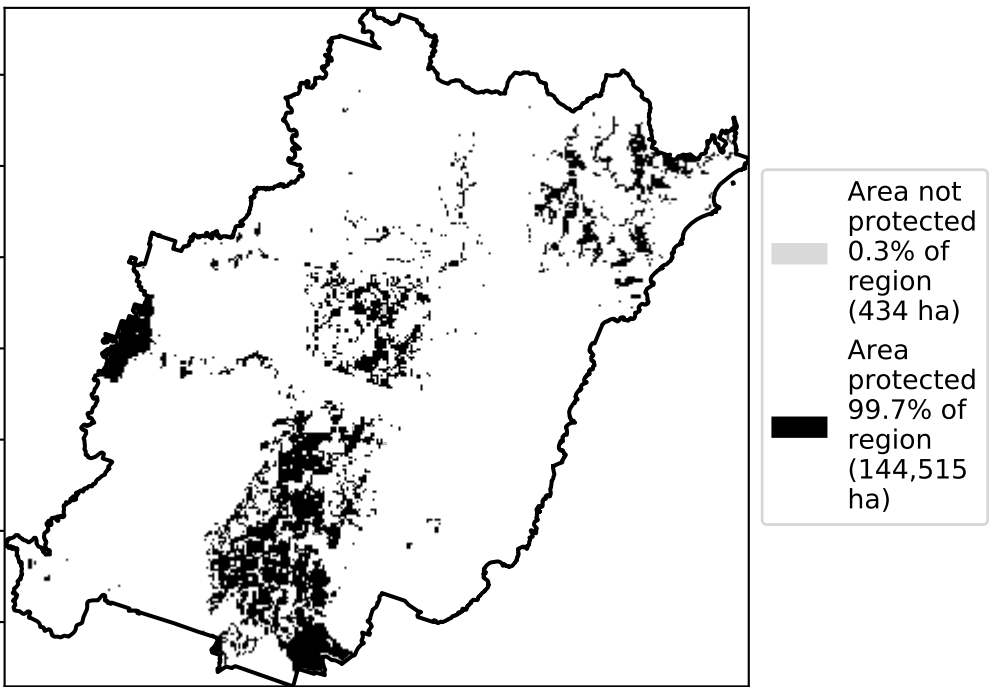 Area not
protected
0.3% of
region
(434 ha)
Area
protected
99.7% of
region
(144,515
ha)